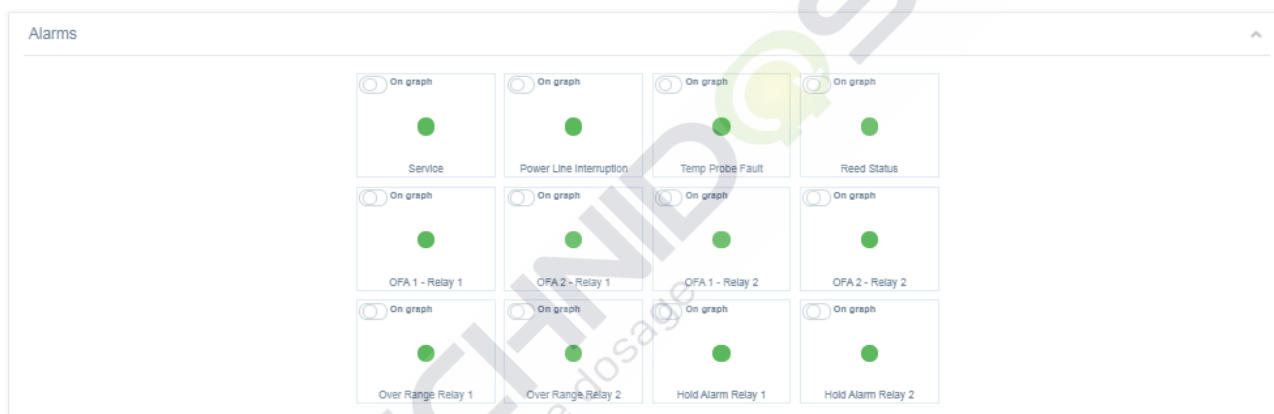 Alarms
On graph On graph On graph On graph
Service Power Line Interruption Temp Probe Fault Reed Status
On graph On graph On graph On graph
OFA 1 - Relay 1 OFA 2 - Relay 1 OFA 1 - Relay 2 OFA 2 - Relay 2
On graph On graph On graph On graph
Over Range Relay 1 Over Range Relay 2 Hold Alarm Relay 1 Hold Alarm Relay 2
CHNIDOS
e dosage